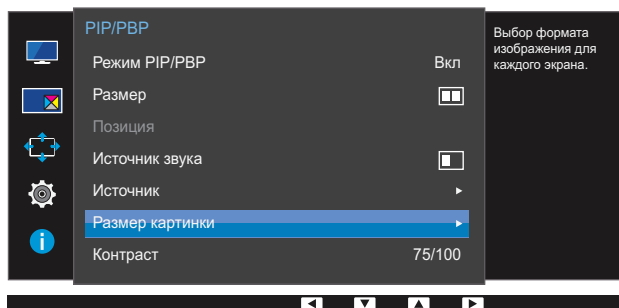 PIP/PBP
Режим PIP/PBP Вкл
Размер
Позиция
Источник звука
Источник
Размер картинки
Контраст 75/100
Выбор формата
изображения для
каждого экрана.